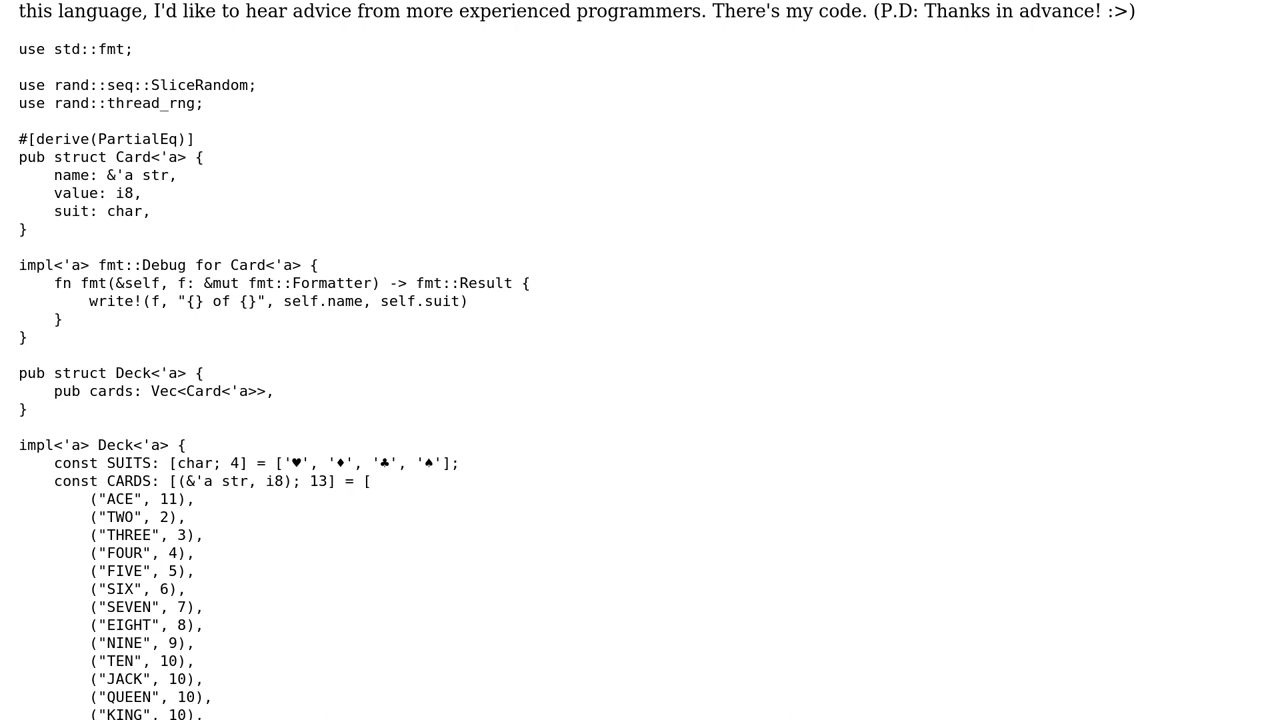 this language, I'd like to hear advice from more experienced programmers. There's my code. (P.D: Thanks in advance! :>)
use std::fmt;
use rand::seq::SliceRandom;
use rand::thread_rng;
#[derive(PartialEq)]
pub struct Card<'a> {
    name: &'a str,
    value: i8,
    suit: char,
}
impl<'a> fmt::Debug for Card<'a> {
    fn fmt(&self, f: &mut fmt::Formatter) -> fmt::Result {
        write!(f, "{} of {}", self.name, self.suit)
    }
}
pub struct Deck<'a> {
    pub cards: Vec<Card<'a>>,
}
impl<'a> Deck<'a> {
    const SUITS: [char; 4] = ['♥', '♦', '♣', '♠'];
    const CARDS: [(&'a str, i8); 13] = [
        ("ACE", 11),
        ("TWO", 2),
        ("THREE", 3),
        ("FOUR", 4),
        ("FIVE", 5),
        ("SIX", 6),
        ("SEVEN", 7),
        ("EIGHT", 8),
        ("NINE", 9),
        ("TEN", 10),
        ("JACK", 10),
        ("QUEEN", 10),
        ("KING", 10),